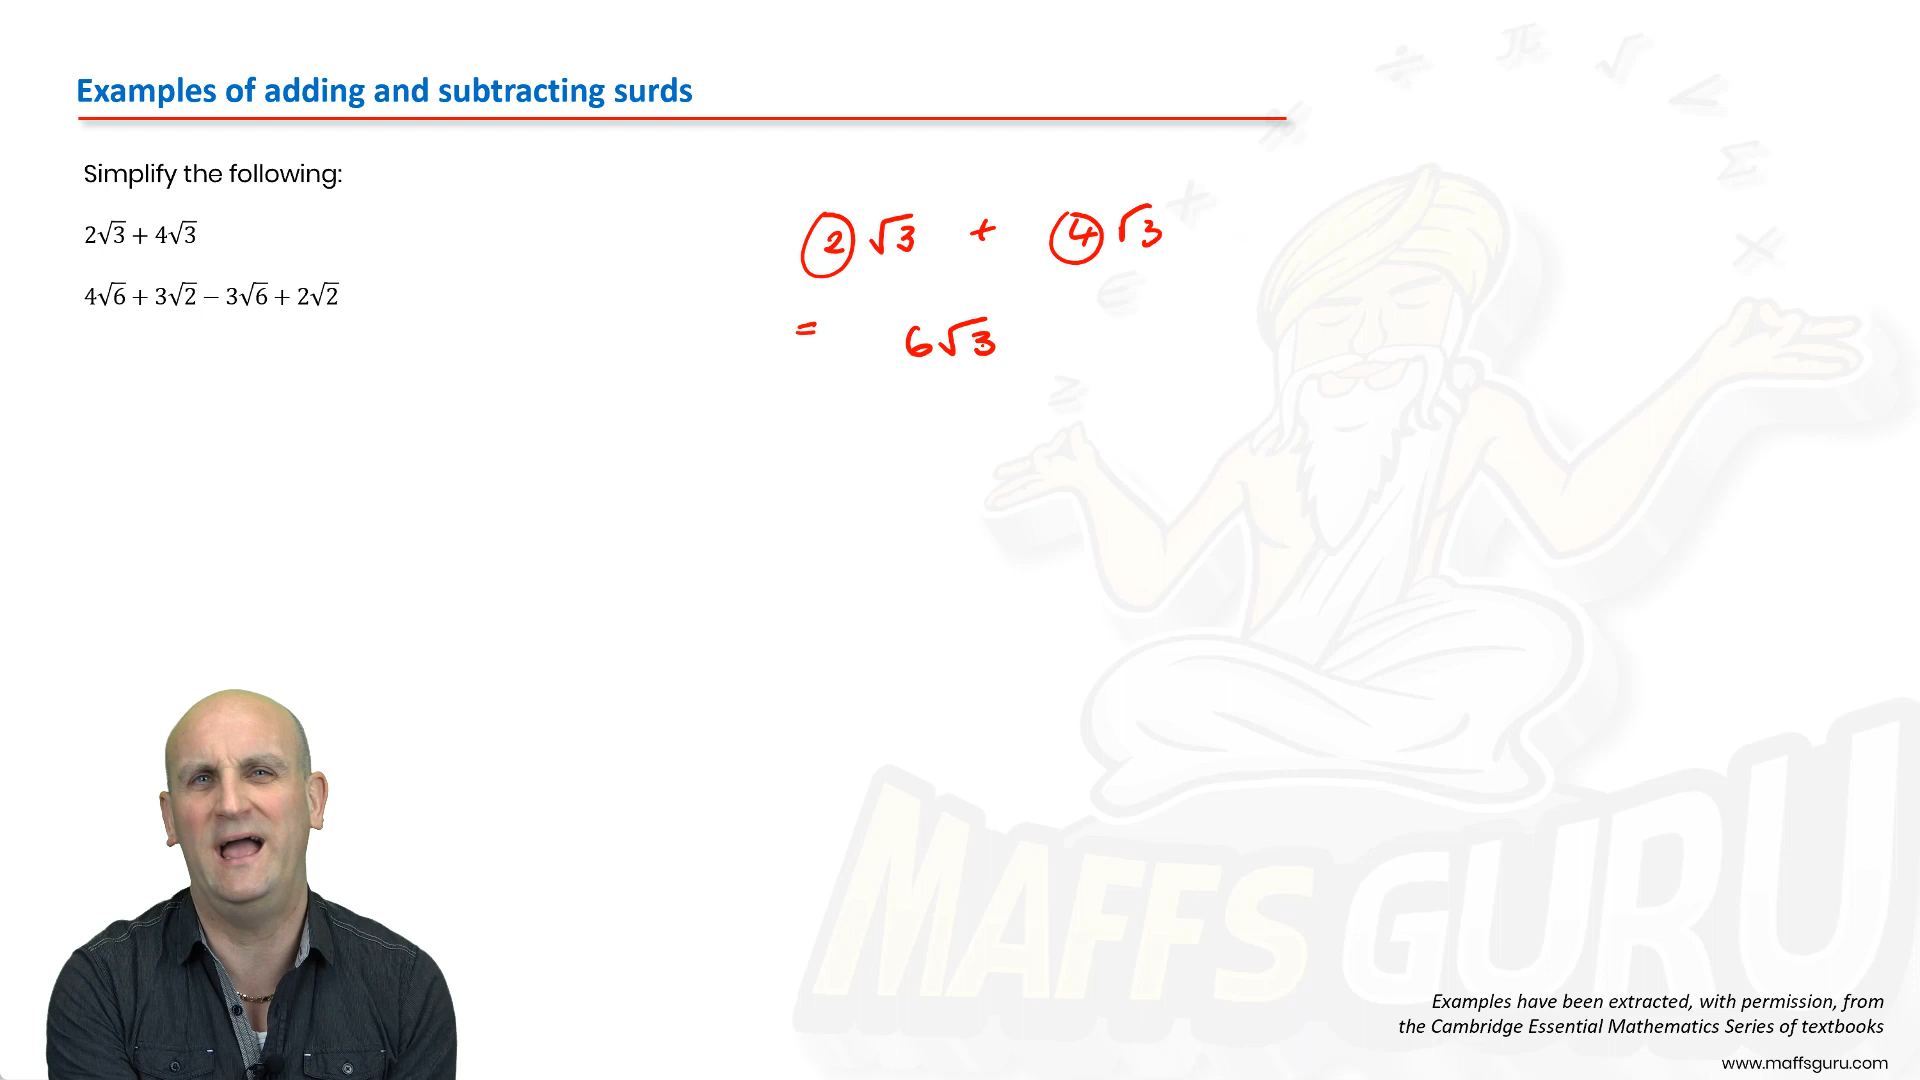 Examples of adding and subtracting surds
Simplify the following:
2√3 + 4√3
4√6 + 3√2 − 3√6 + 2√2
2√3 + 4√3
= 6√3
MAFFS GURU
Examples have been extracted, with permission, from
the Cambridge Essential Mathematics Series of textbooks
www.maffsguru.com